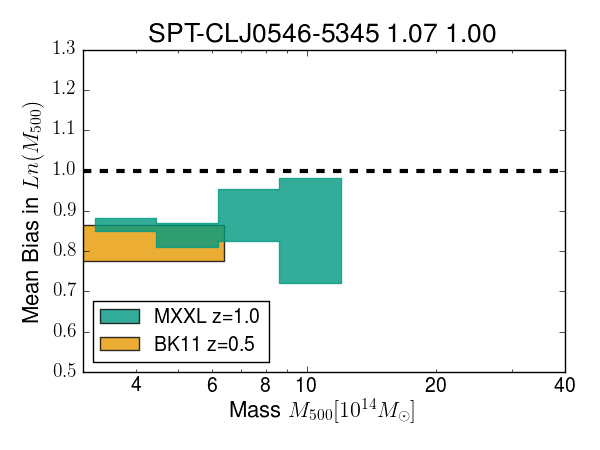 SPT-CLJ0546-5345 1.07 1.00
1.3
1.2
1.1
1.0
0.9
0.8
0.7
0.6
0.5
Mean Bias in Ln(M₅₀₀)
MXXL z=1.0
BK11 z=0.5
4 6 8 10 20 40
Mass M₅₀₀[10¹⁴M☉]